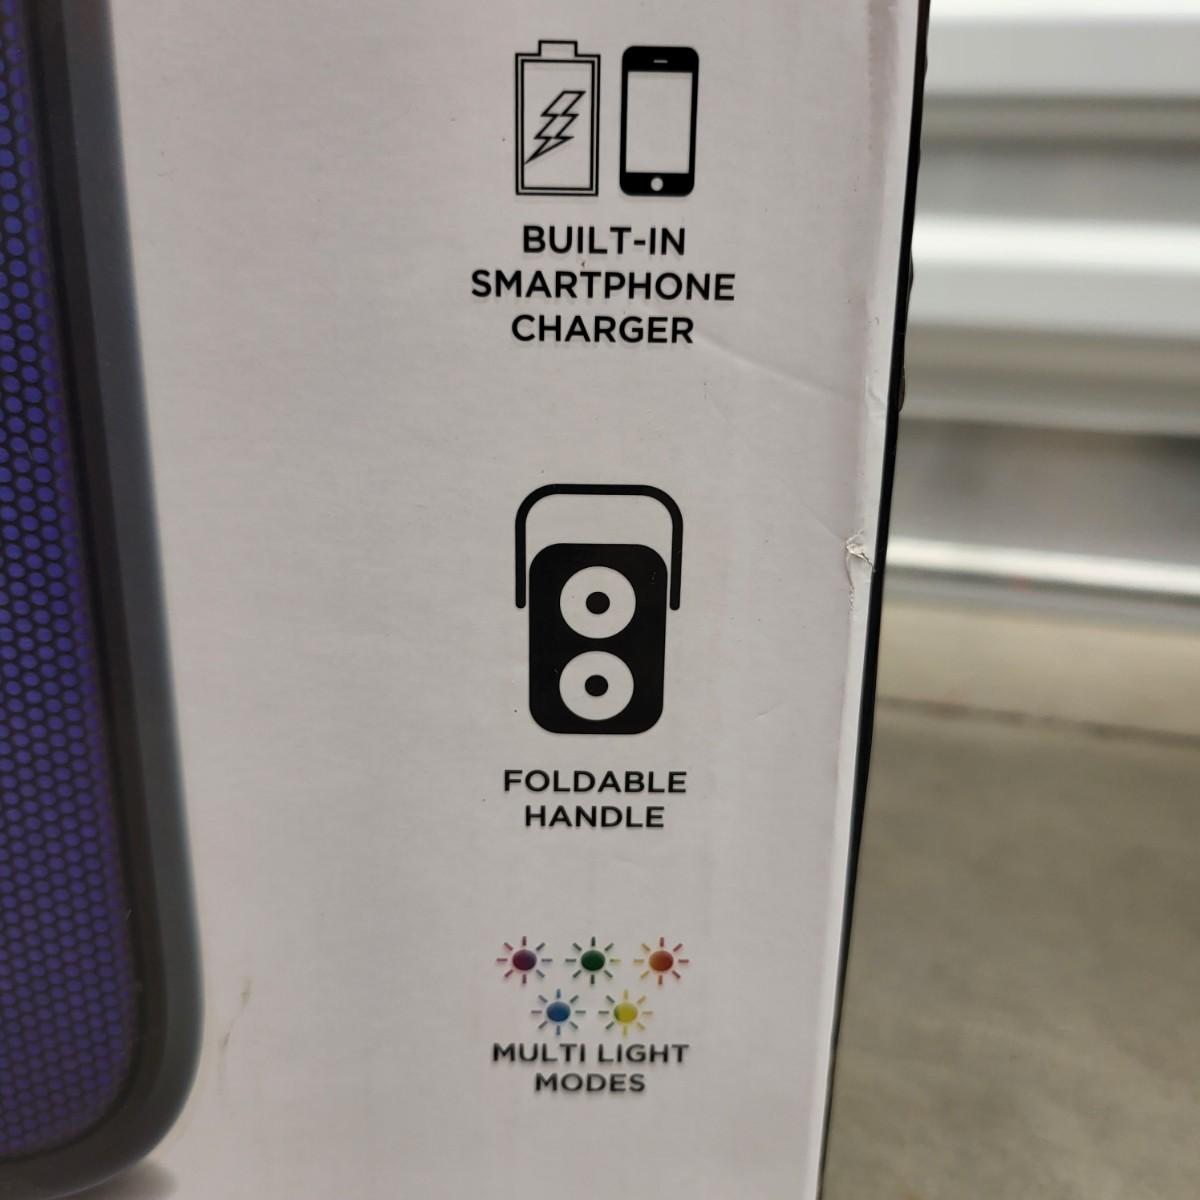 BUILT-IN
SMARTPHONE
CHARGER
FOLDABLE
HANDLE
MULTI LIGHT
MODES